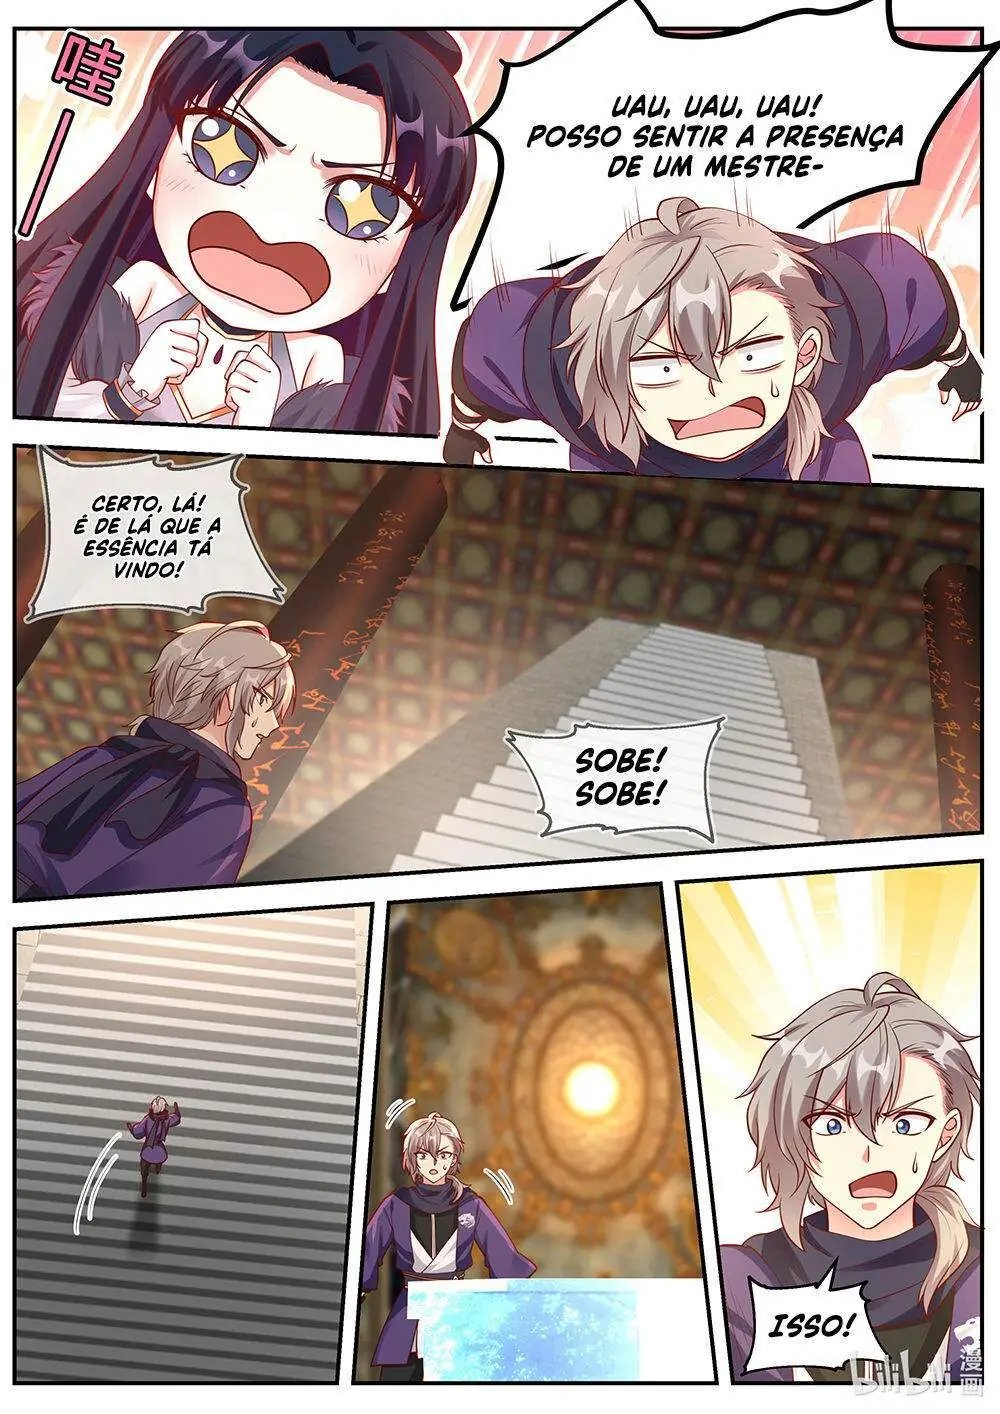 哇
UAU, UAU, UAU!
POSSO SENTIR A PRESENÇA
DE UM MESTRE-
CERTO, LÁ!
É DE LÁ QUE A
ESSÊNCIA TÁ
VINDO!
SOBE!
SOBE!
ISSO!
bilibili 漫画